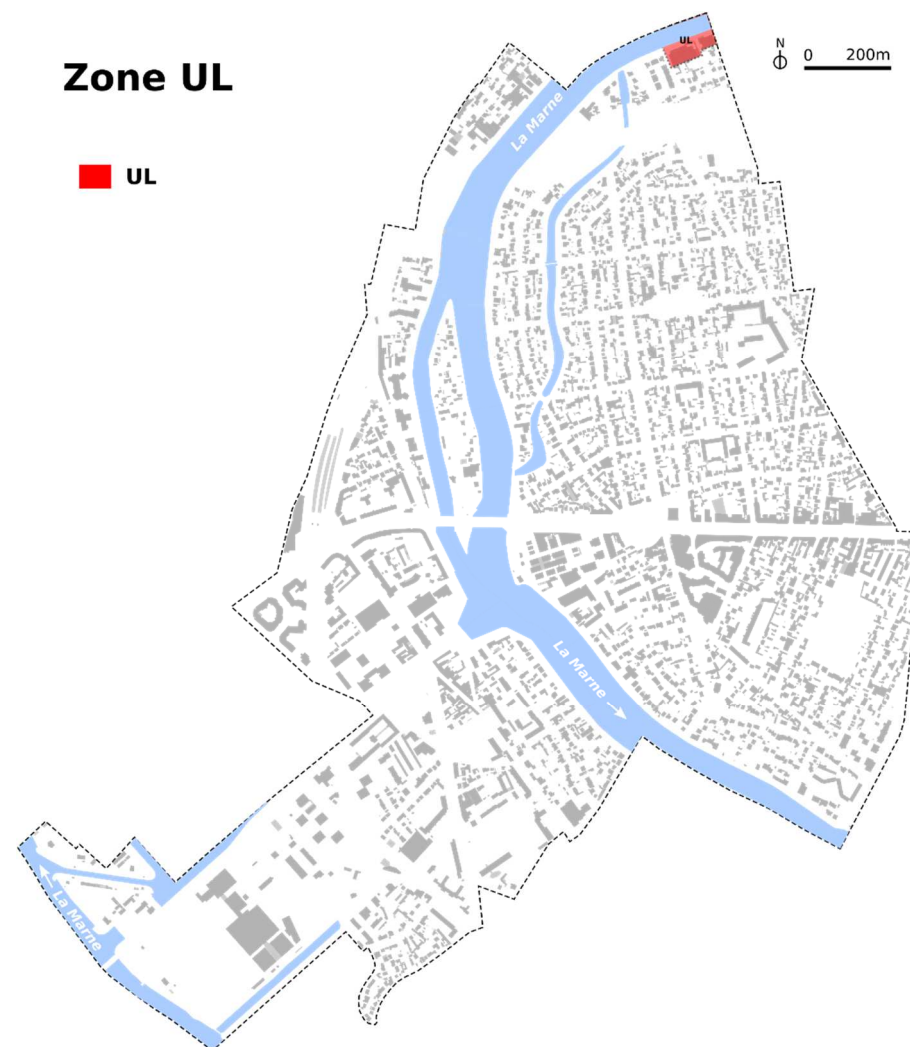 UL
N
0 200m
Zone UL
La Marne
UL
La Marne →
← La Marne